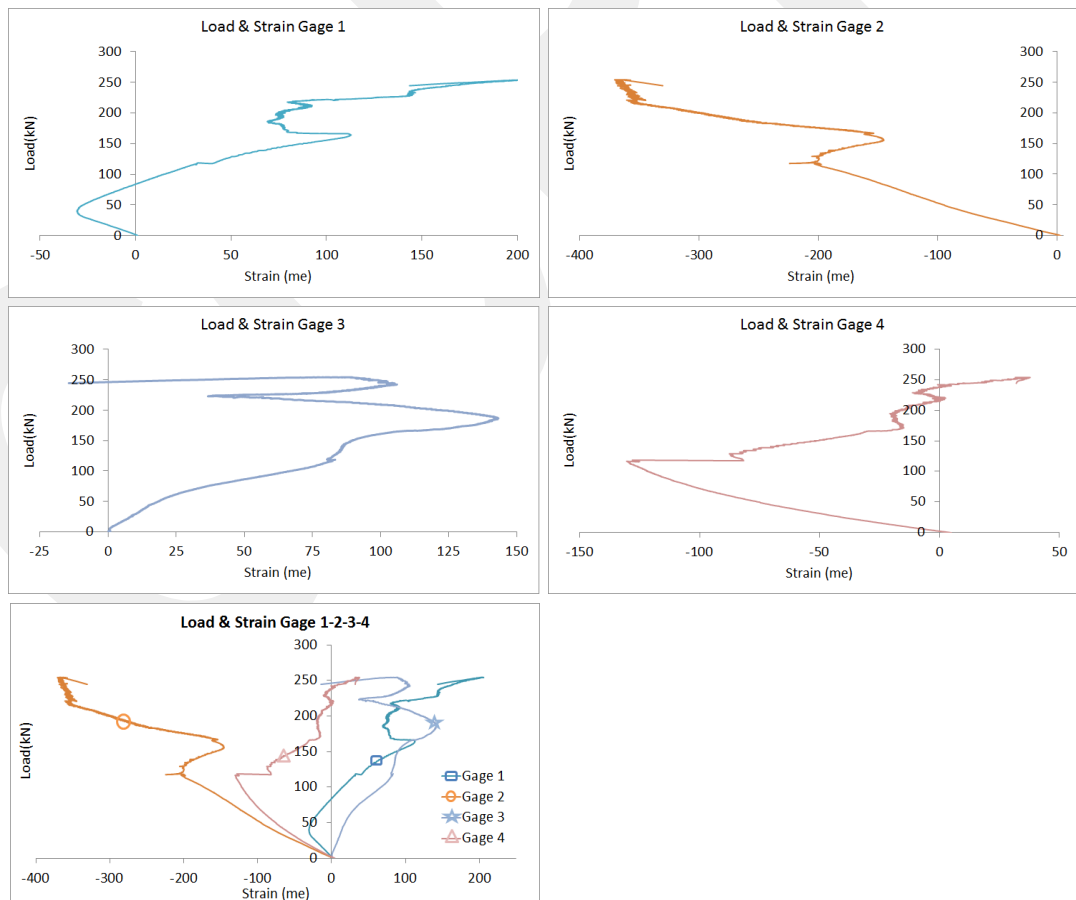 Load & Strain Gage 1
Load(kN)
300
250
200
150
100
50
0
-50 0 50 100 150 200
Strain (me)
Load & Strain Gage 2
Load(kN)
300
250
200
150
100
50
0
-400 -300 -200 -100 0
Strain (me)
Load & Strain Gage 3
Load(kN)
300
250
200
150
100
50
0
-25 0 25 50 75 100 125 150
Strain (me)
Load & Strain Gage 4
Load(kN)
300
250
200
150
100
50
0
-150 -100 -50 0 50
Strain (me)
Load & Strain Gage 1-2-3-4
Load(kN)
300
250
200
150
100
50
0
-400 -300 -200 -100 0 100 200
Strain (me)
Gage 1
Gage 2
Gage 3
Gage 4